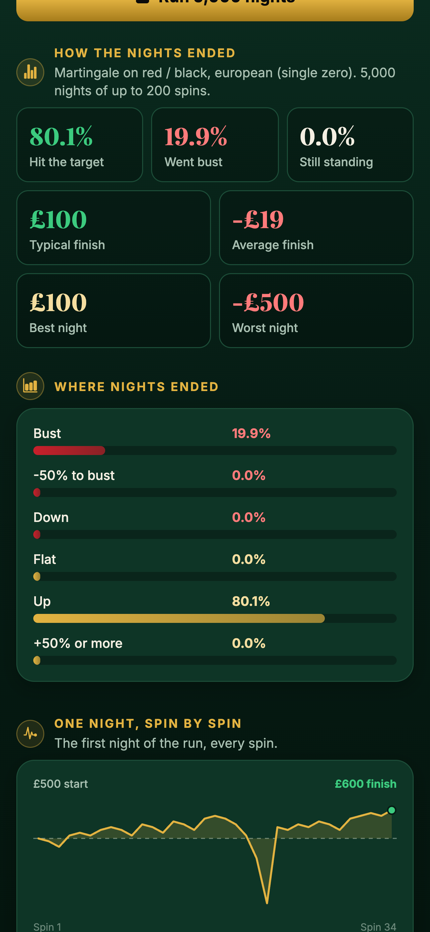 Run 5,000 nights
HOW THE NIGHTS ENDED
Martingale on red / black, european (single zero). 5,000
nights of up to 200 spins.
80.1%
Hit the target
19.9%
Went bust
0.0%
Still standing
£100
Typical finish
-£19
Average finish
£100
Best night
-£500
Worst night
WHERE NIGHTS ENDED
Bust 19.9%
-50% to bust 0.0%
Down 0.0%
Flat 0.0%
Up 80.1%
+50% or more 0.0%
ONE NIGHT, SPIN BY SPIN
The first night of the run, every spin.
£500 start £600 finish
Spin 1 Spin 34